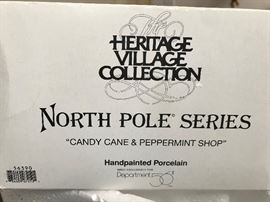 The
HERITAGE
VILLAGE
COLLECTION
NORTH POLE® SERIES
"CANDY CANE & PEPPERMINT SHOP"
Handpainted Porcelain
Department 56®
56390